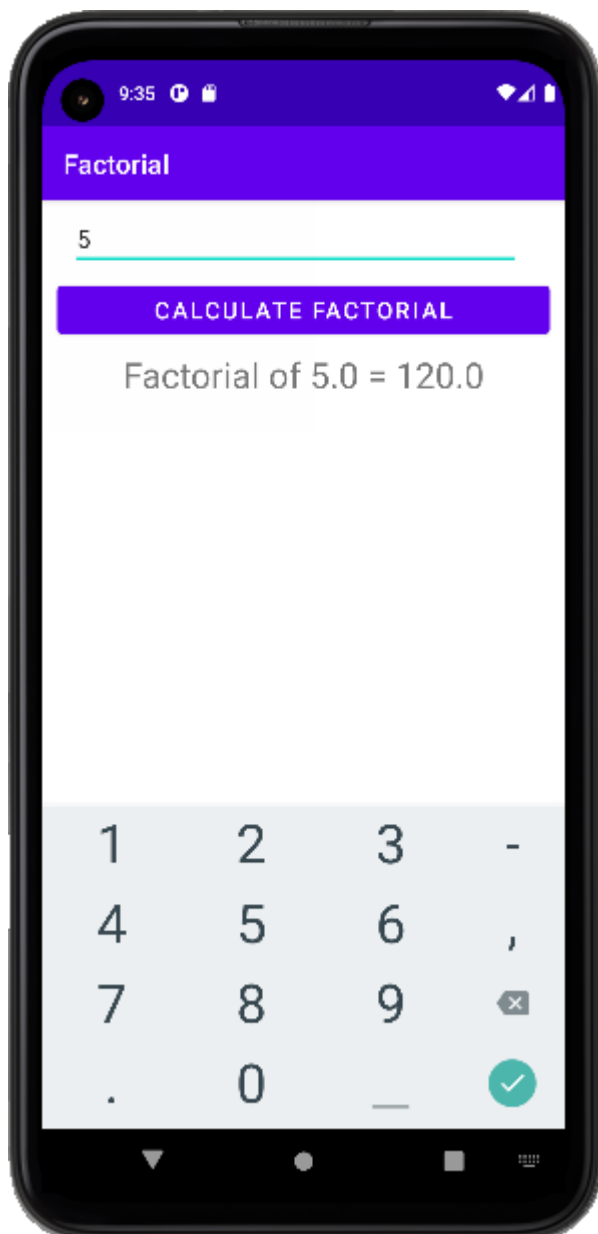 9:35
Factorial
5
CALCULATE FACTORIAL
Factorial of 5.0 = 120.0
1 2 3 -
4 5 6 ,
7 8 9
. 0 _